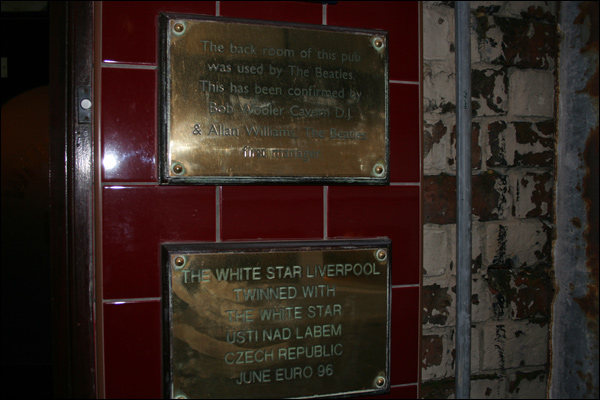 The back room of this pub
was used by The Beatles.
This has been confirmed by
Bob Wooler Cavern D.J.
& Allan Williams The Beatles
first manager
THE WHITE STAR LIVERPOOL
TWINNED WITH
THE WHITE STAR
USTI NAD LABEM
CZECH REPUBLIC
JUNE EURO 96